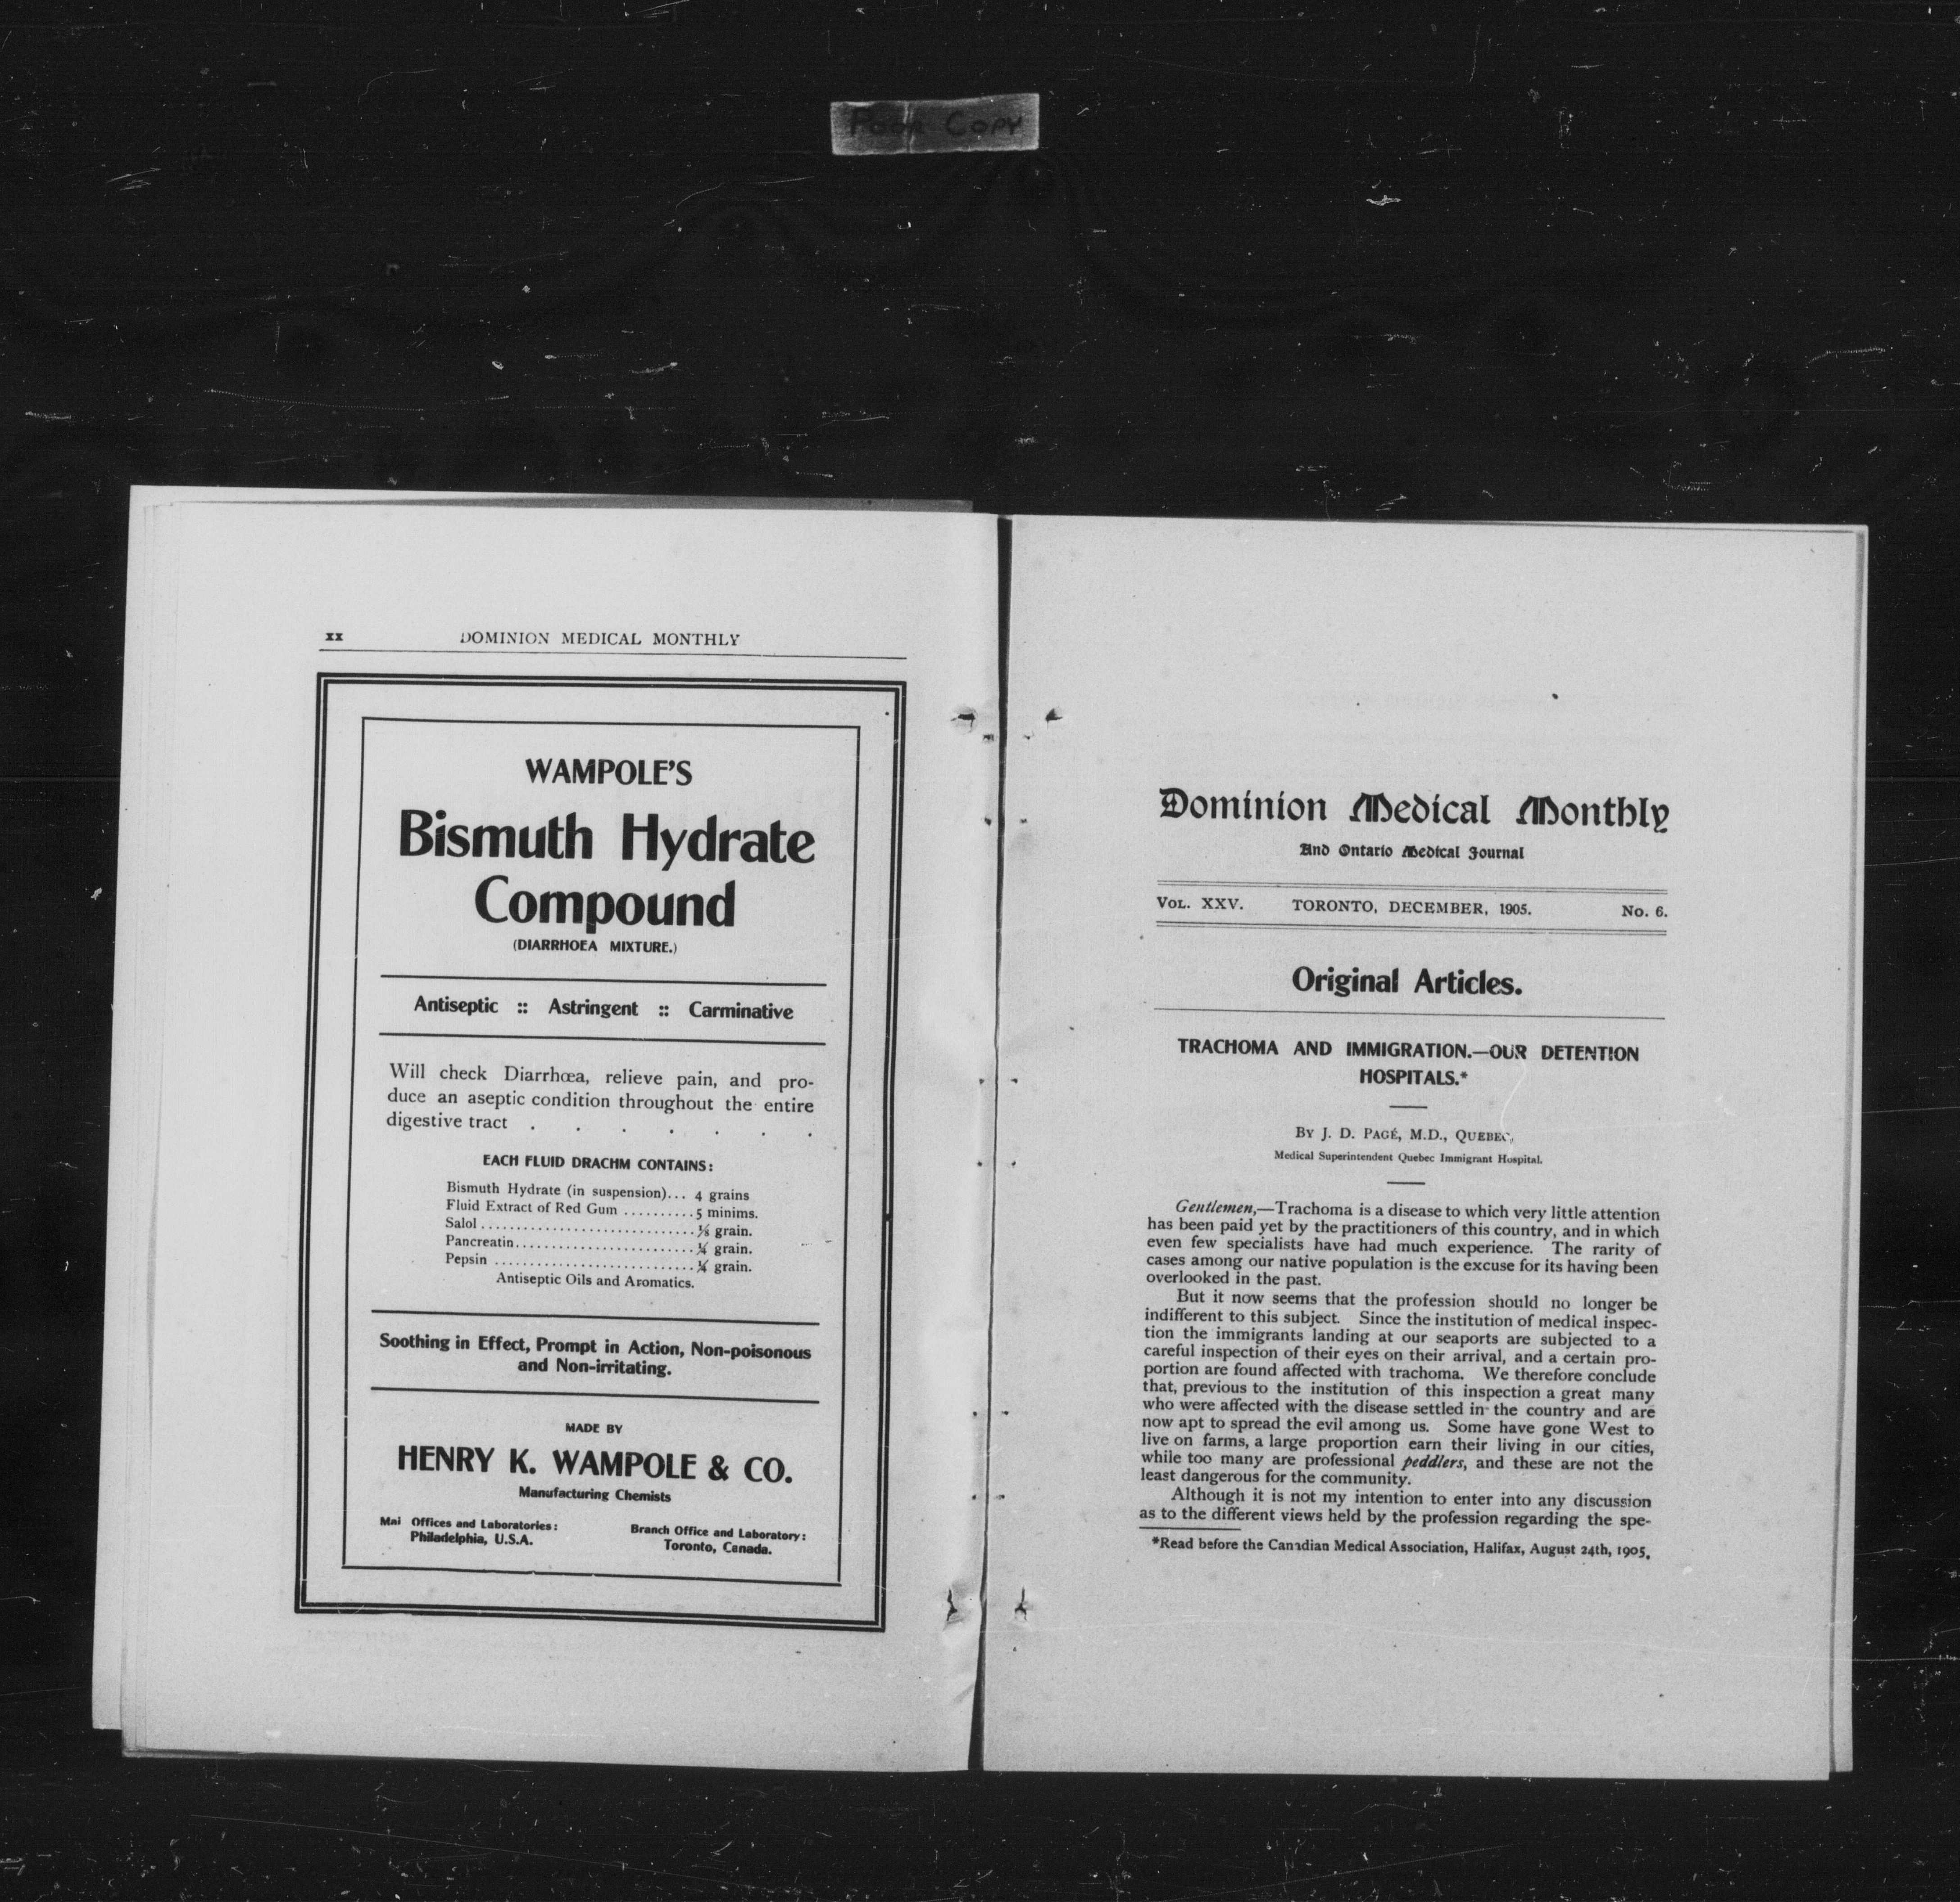 Poor Copy
xx DOMINION MEDICAL MONTHLY
WAMPOLE'S
Bismuth Hydrate
Compound
(DIARRHOEA MIXTURE.)
Antiseptic :: Astringent :: Carminative
Will check Diarrhœa, relieve pain, and pro-
duce an aseptic condition throughout the entire
digestive tract . . . . . . .
EACH FLUID DRACHM CONTAINS:
Bismuth Hydrate (in suspension)... 4 grains
Fluid Extract of Red Gum ..........5 minims.
Salol ............................. ⅛ grain.
Pancreatin......................... ¼ grain.
Pepsin ............................ ¼ grain.
Antiseptic Oils and Aromatics.
Soothing in Effect, Prompt in Action, Non-poisonous
and Non-irritating.
MADE BY
HENRY K. WAMPOLE & CO.
Manufacturing Chemists
Mai Offices and Laboratories:
Philadelphia, U.S.A.
Branch Office and Laboratory:
Toronto, Canada.
Dominion Medical Monthly
And Ontario Medical Journal
VOL. XXV. TORONTO, DECEMBER, 1905. No. 6.
Original Articles.
TRACHOMA AND IMMIGRATION.—OUR DETENTION
HOSPITALS.*
BY J. D. PAGÉ, M.D., QUEBEC,
Medical Superintendent Quebec Immigrant Hospital.
Gentlemen,—Trachoma is a disease to which very little attention
has been paid yet by the practitioners of this country, and in which
even few specialists have had much experience. The rarity of
cases among our native population is the excuse for its having been
overlooked in the past.
But it now seems that the profession should no longer be
indifferent to this subject. Since the institution of medical inspec-
tion the immigrants landing at our seaports are subjected to a
careful inspection of their eyes on their arrival, and a certain pro-
portion are found affected with trachoma. We therefore conclude
that, previous to the institution of this inspection a great many
who were affected with the disease settled in the country and are
now apt to spread the evil among us. Some have gone West to
live on farms, a large proportion earn their living in our cities,
while too many are professional peddlers, and these are not the
least dangerous for the community.
Although it is not my intention to enter into any discussion
as to the different views held by the profession regarding the spe-
*Read before the Canadian Medical Association, Halifax, August 24th, 1905.